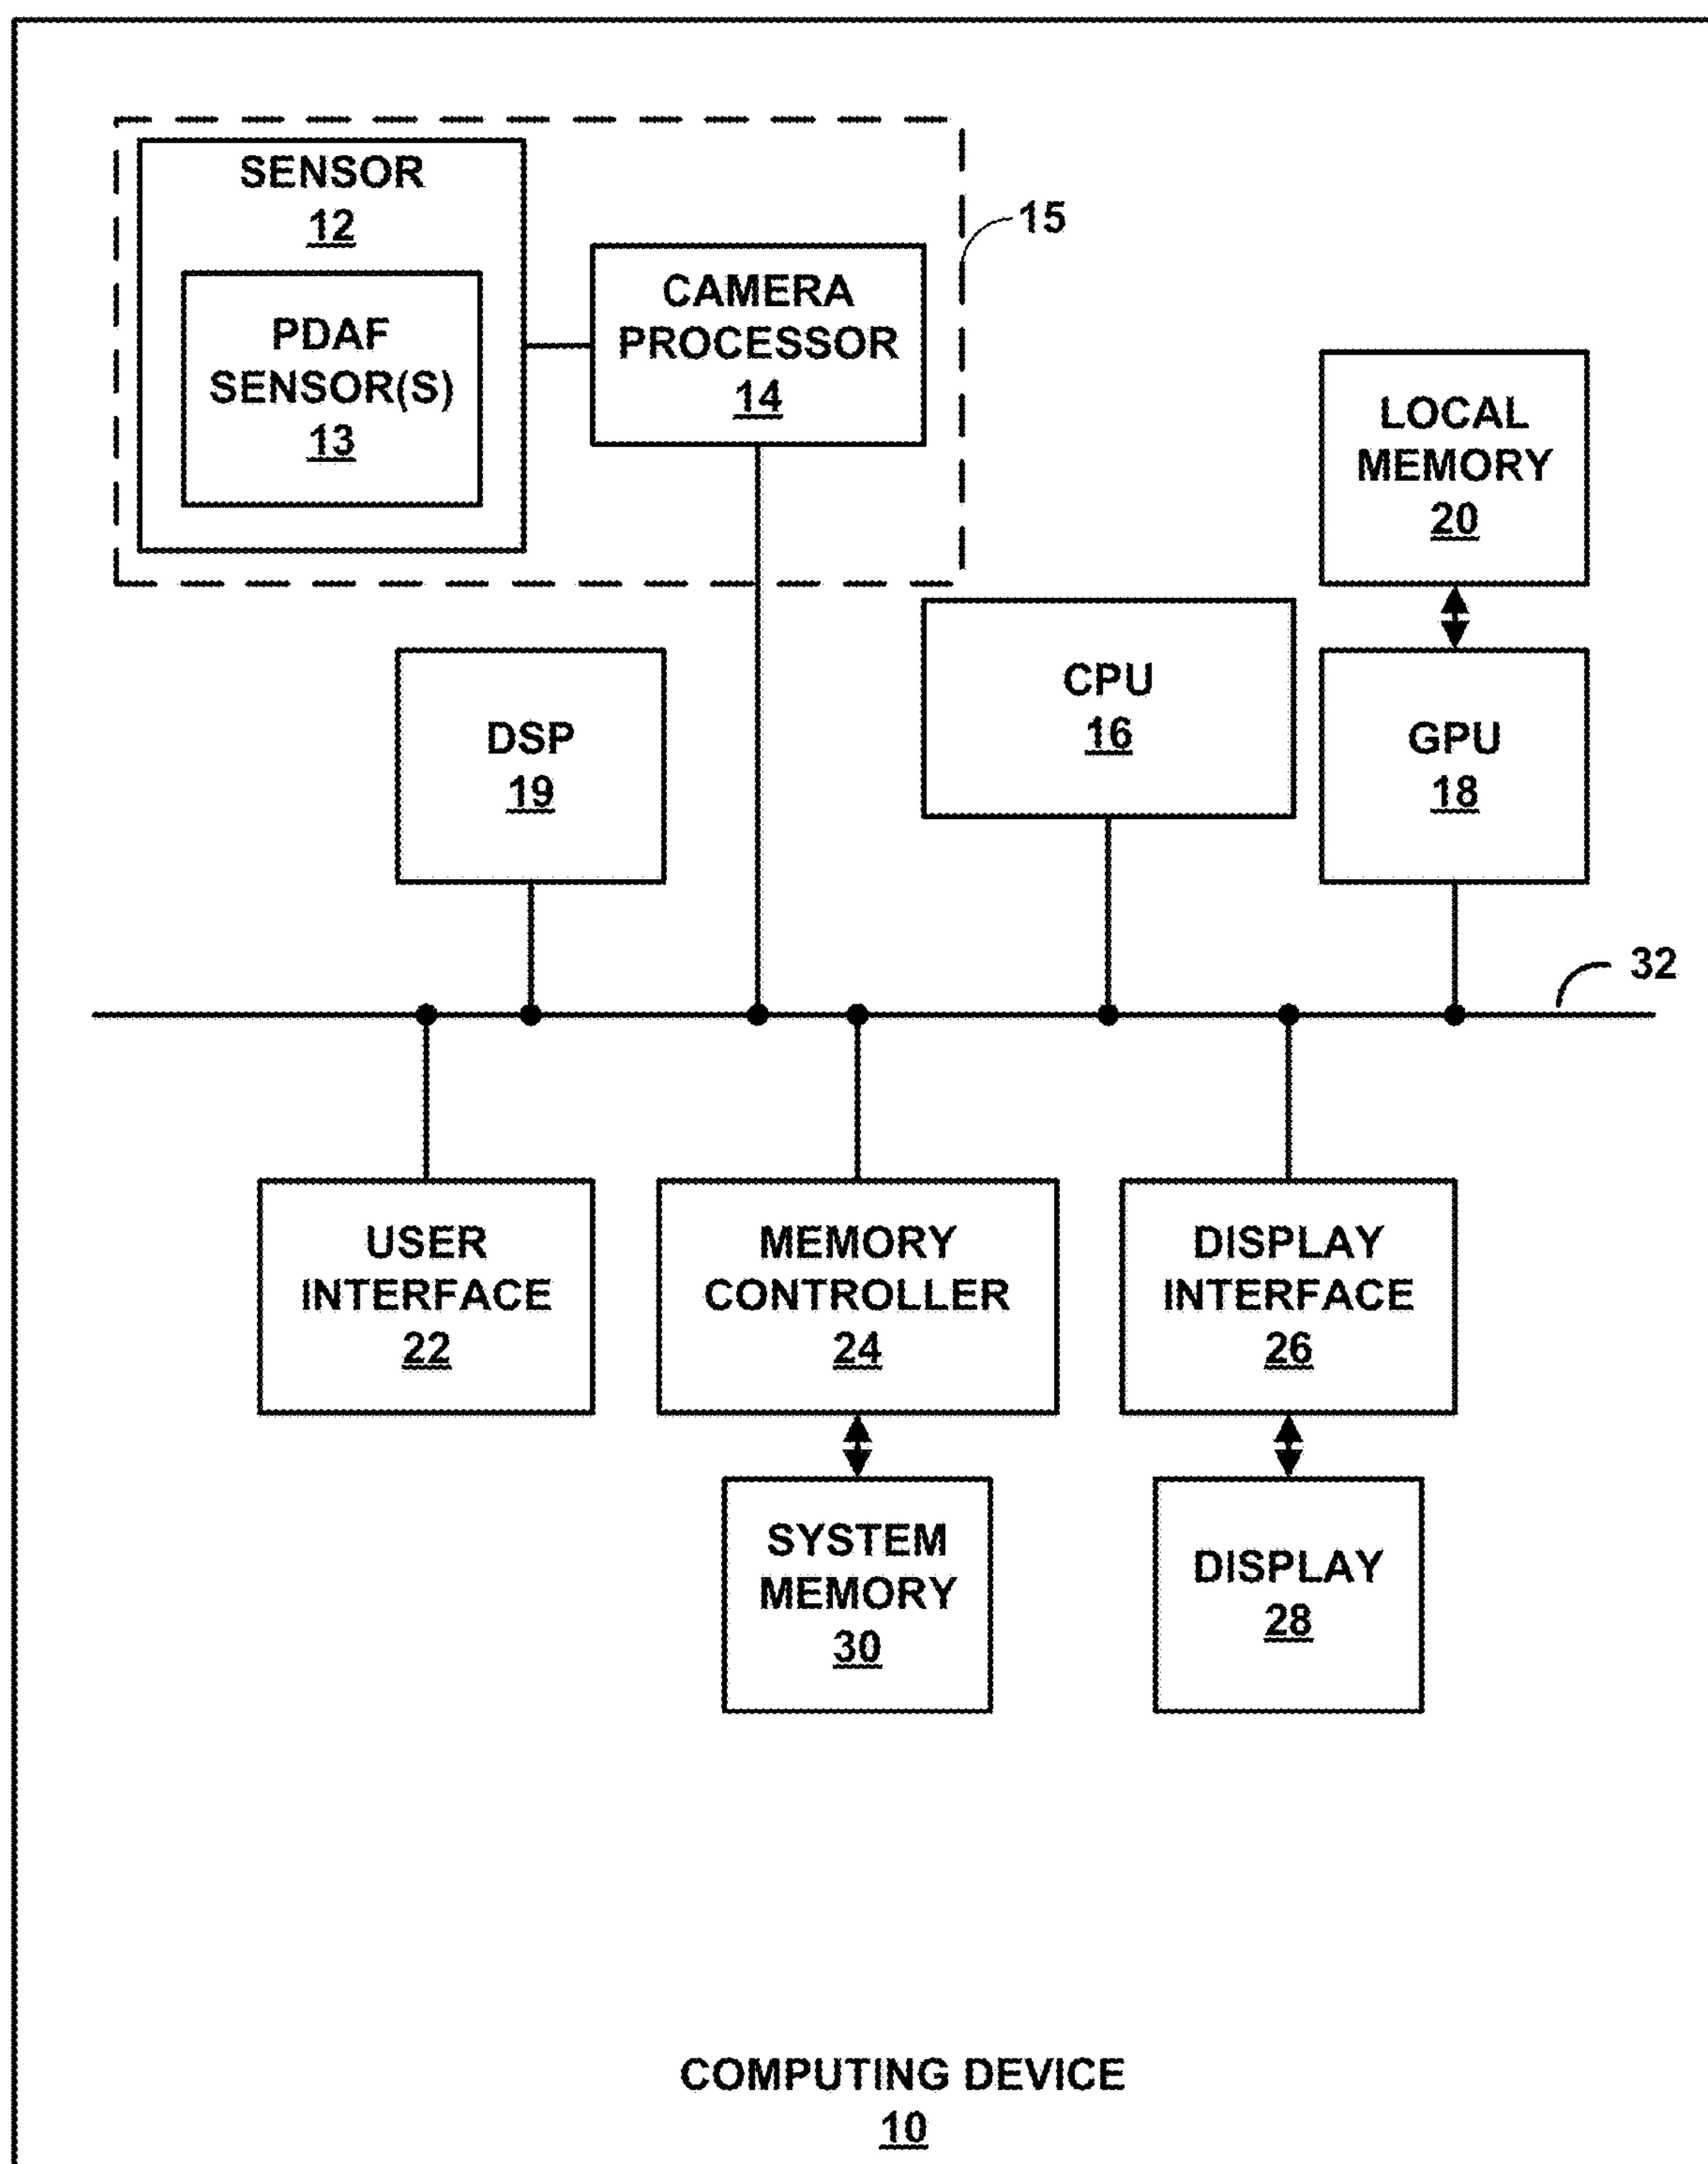 SENSOR
12
PDAF
SENSOR(S)
13
CAMERA
PROCESSOR
14
15
LOCAL
MEMORY
20
DSP
19
CPU
16
GPU
18
32
USER
INTERFACE
22
MEMORY
CONTROLLER
24
DISPLAY
INTERFACE
26
SYSTEM
MEMORY
30
DISPLAY
28
COMPUTING DEVICE
10